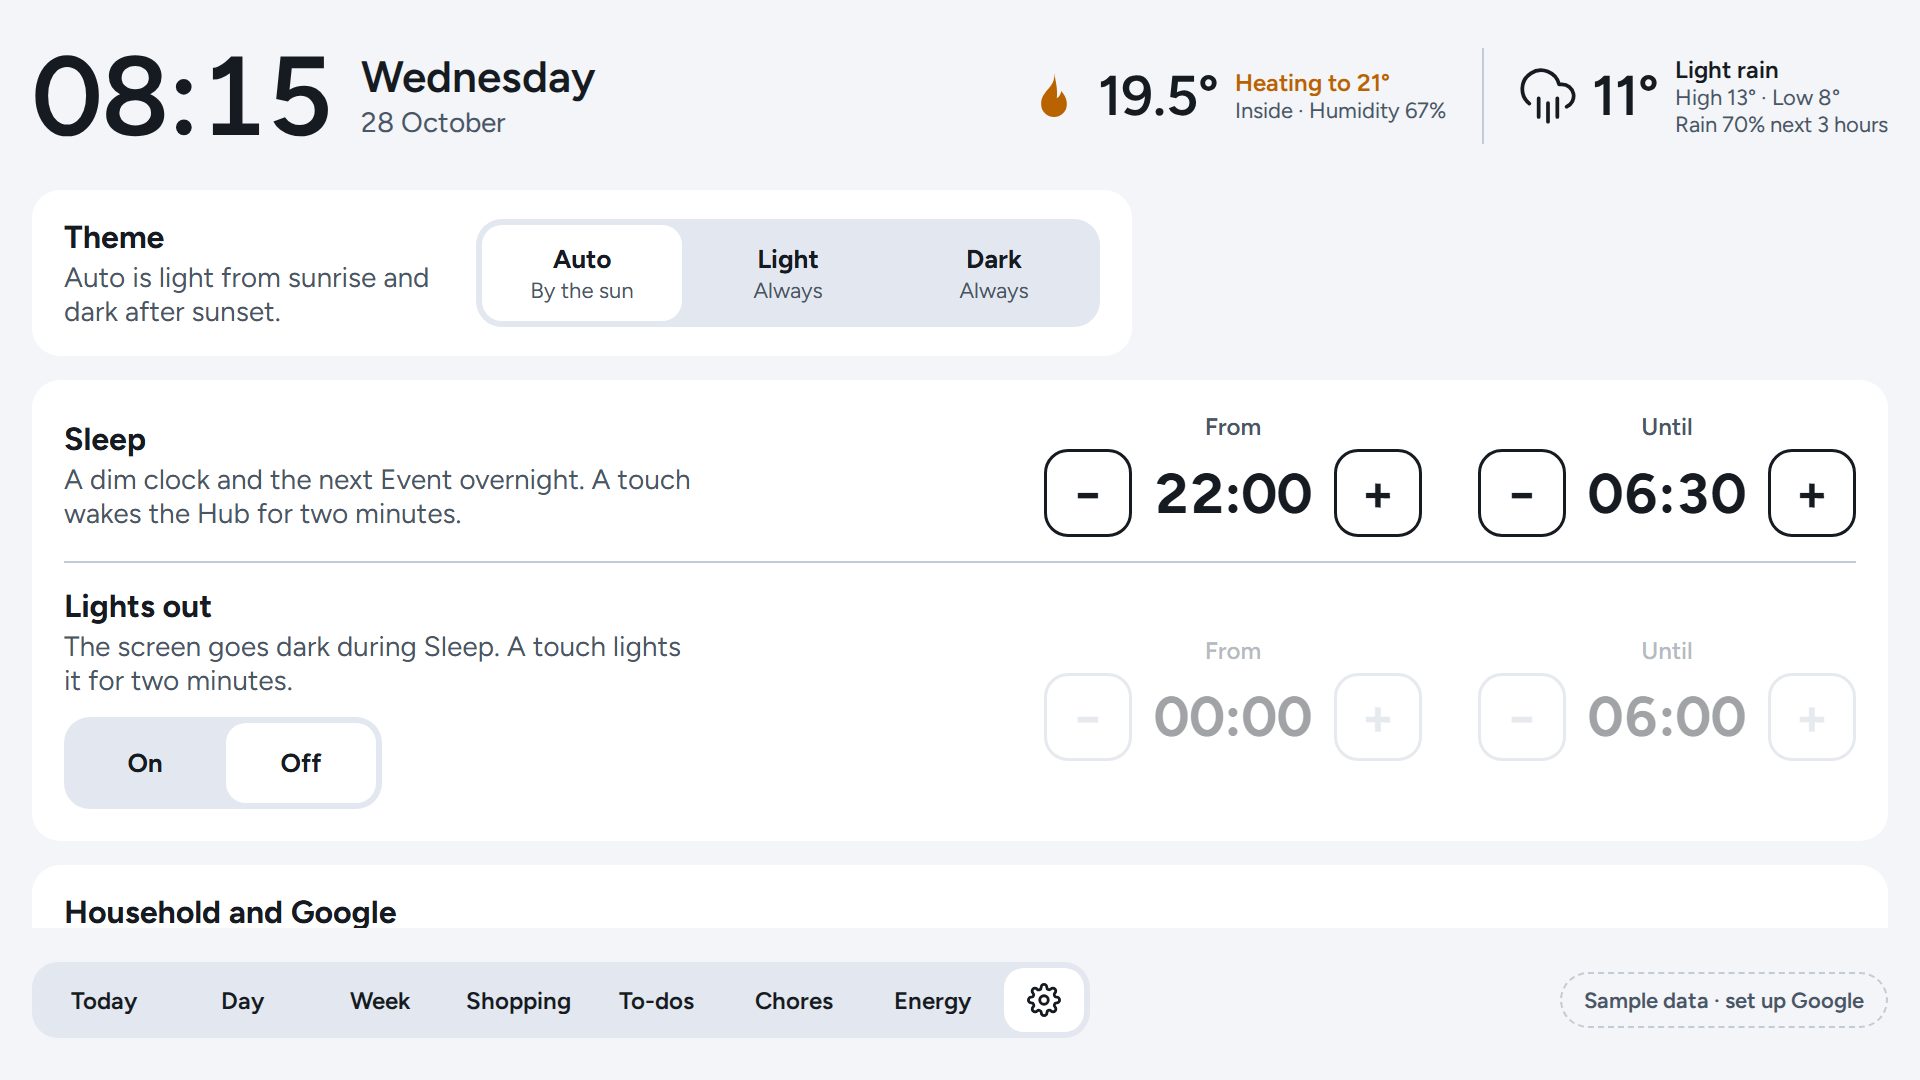 08:15
Wednesday
28 October
19.5°
Heating to 21°
Inside · Humidity 67%
11°
Light rain
High 13° · Low 8°
Rain 70% next 3 hours
Theme
Auto is light from sunrise and
dark after sunset.
Auto
By the sun
Light
Always
Dark
Always
Sleep
A dim clock and the next Event overnight. A touch
wakes the Hub for two minutes.
From
− 22:00 +
Until
− 06:30 +
Lights out
The screen goes dark during Sleep. A touch lights
it for two minutes.
On
Off
From
− 00:00 +
Until
− 06:00 +
Household and Google
Today
Day
Week
Shopping
To-dos
Chores
Energy
Sample data · set up Google